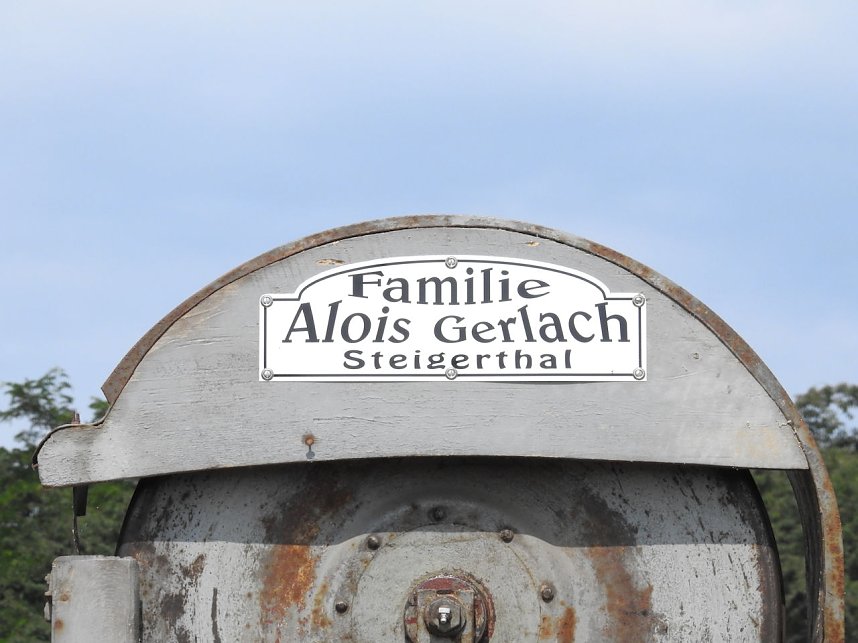 Familie
Alois Gerlach
Steigerthal